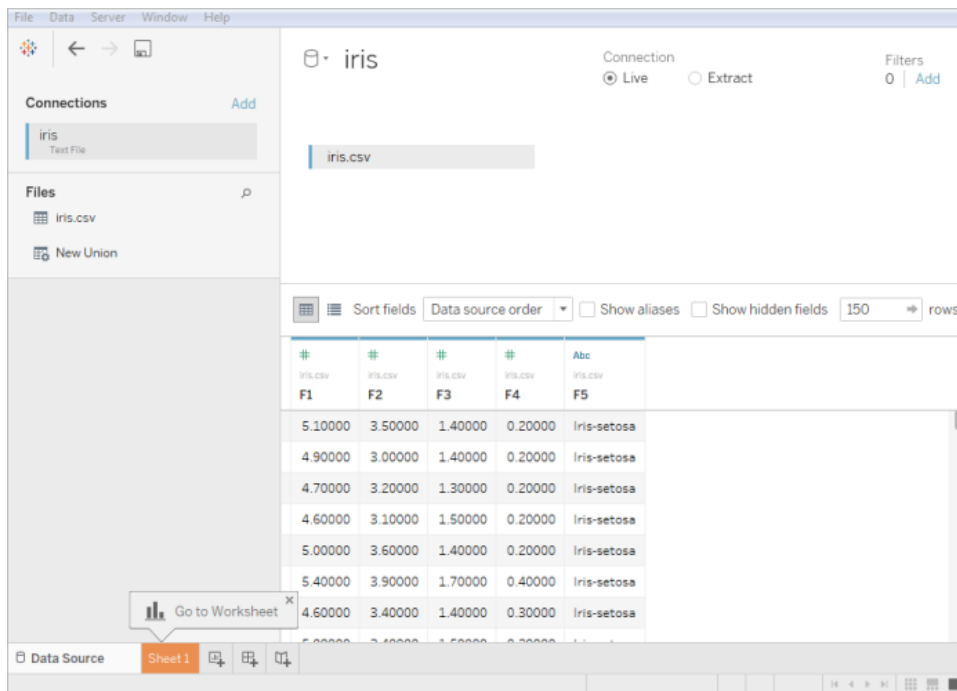 File Data Server Window Help
Connections Add
iris
Text File
Files
iris.csv
New Union
iris
Connection
Live Extract
Filters
0 Add
iris.csv
Sort fields Data source order Show aliases Show hidden fields 150 rows
# # # # Abc
iris.csv iris.csv iris.csv iris.csv iris.csv
F1 F2 F3 F4 F5
5.10000 3.50000 1.40000 0.20000 Iris-setosa
4.90000 3.00000 1.40000 0.20000 Iris-setosa
4.70000 3.20000 1.30000 0.20000 Iris-setosa
4.60000 3.10000 1.50000 0.20000 Iris-setosa
5.00000 3.60000 1.40000 0.20000 Iris-setosa
5.40000 3.90000 1.70000 0.40000 Iris-setosa
4.60000 3.40000 1.40000 0.30000 Iris-setosa
Go to Worksheet
Data Source Sheet 1